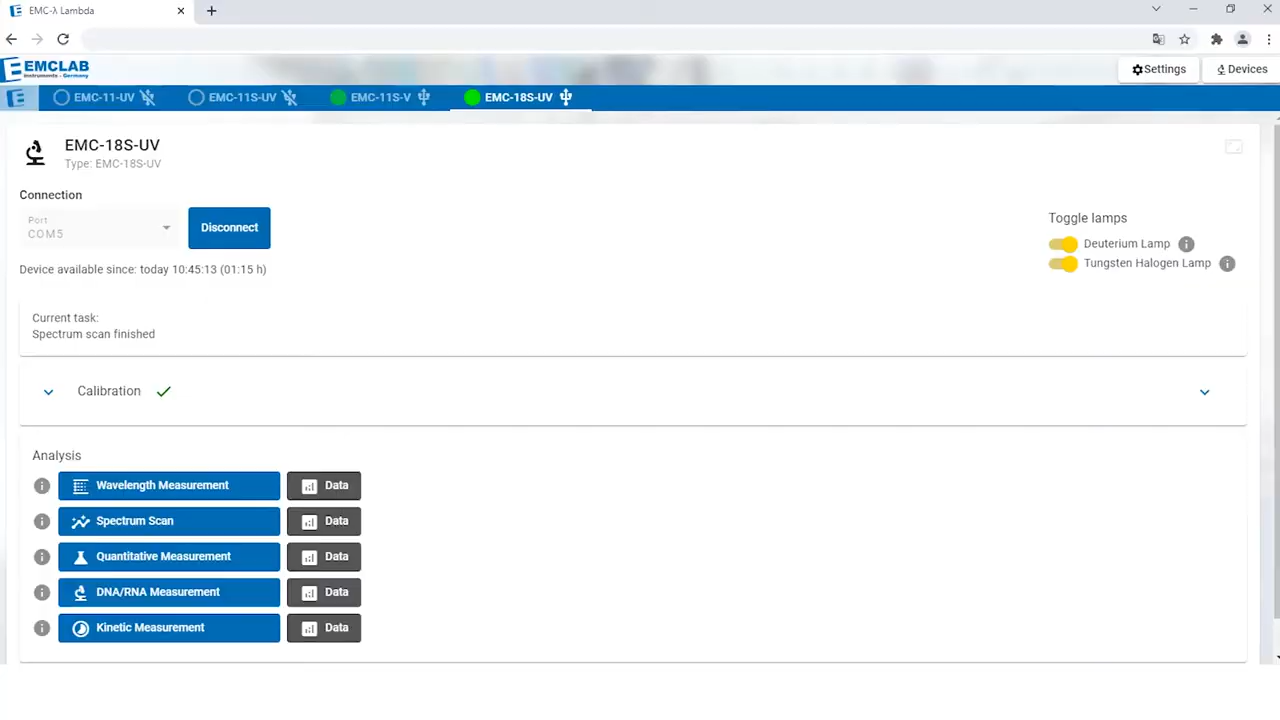 EMC-λ Lambda
EMCLAB
Instruments - Germany
Settings
Devices
EMC-11-UV
EMC-11S-UV
EMC-11S-V
EMC-18S-UV
EMC-18S-UV
Type: EMC-18S-UV
Connection
Port
COM5
Disconnect
Device available since: today 10:45:13 (01:15 h)
Toggle lamps
Deuterium Lamp
Tungsten Halogen Lamp
Current task:
Spectrum scan finished
Calibration
Analysis
Wavelength Measurement Data
Spectrum Scan Data
Quantitative Measurement Data
DNA/RNA Measurement Data
Kinetic Measurement Data